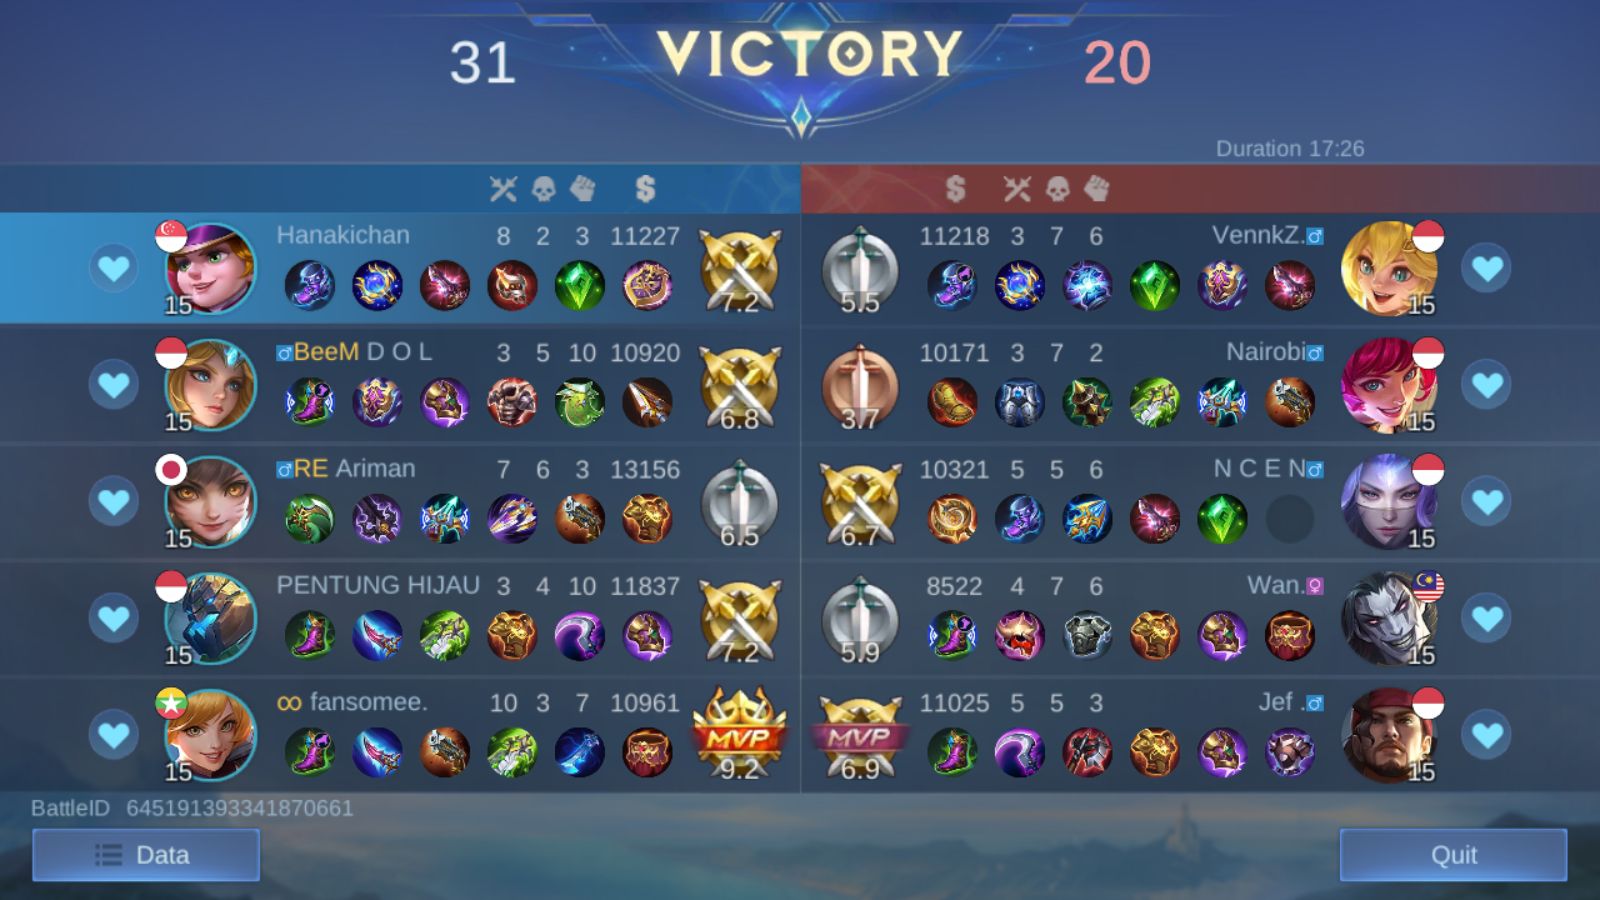 31 VICTORY 20
Duration 17:26
Hanakichan 8 2 3 11227 7.2
15
5.5 11218 3 7 6 VennkZ.
15
BeeM D O L 3 5 10 10920 6.8
15
3.7 10171 3 7 2 Nairobi
15
RE Ariman 7 6 3 13156 6.5
15
6.7 10321 5 5 6 N C E N
15
PENTUNG HIJAU 3 4 10 11837 7.2
15
5.9 8522 4 7 6 Wan.
15
∞ fansomee. 10 3 7 10961 MVP 9.2
15
MVP 6.9 11025 5 5 3 Jef .
15
BattleID 645191393341870661
Data
Quit